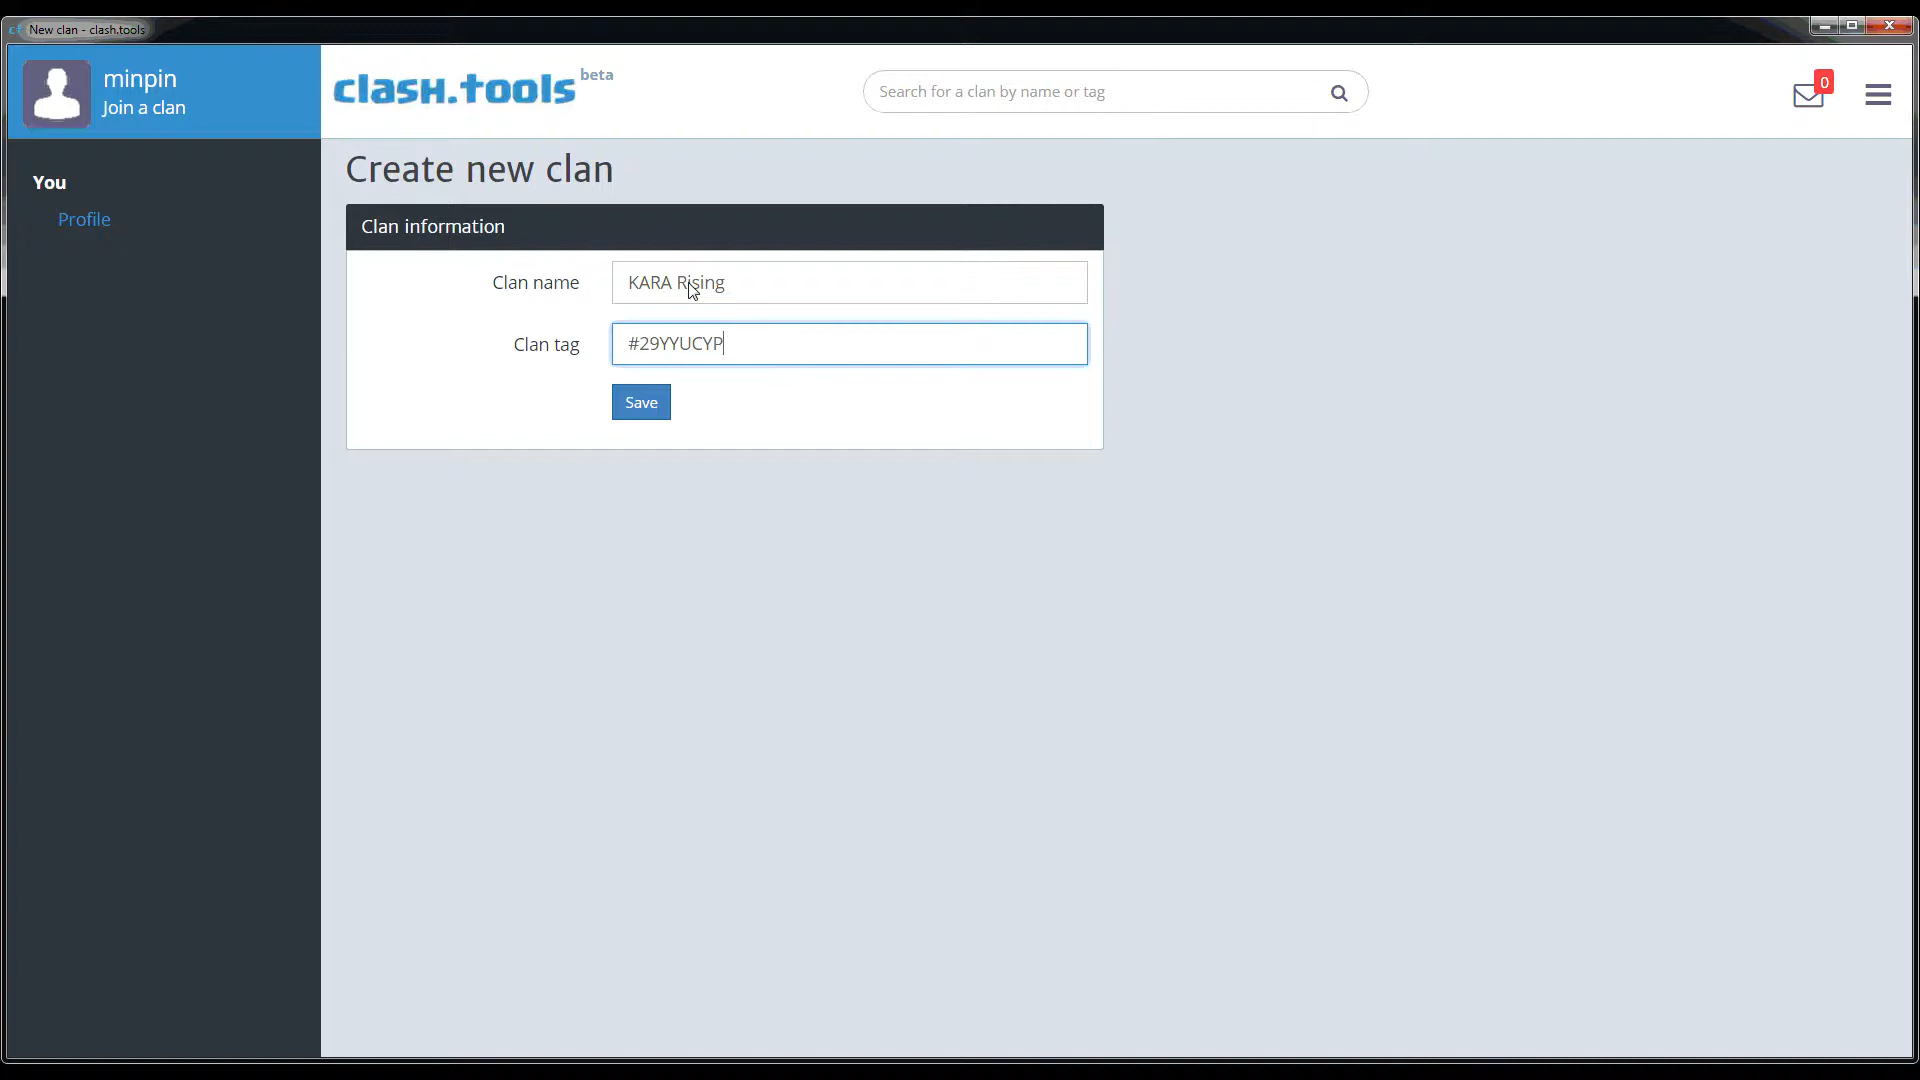 New clan - clash.tools
minpin
Join a clan
clash.tools beta
Search for a clan by name or tag
0
You
Profile
Create new clan
Clan information
Clan name
KARA Rising
Clan tag
#29YYUCYP
Save